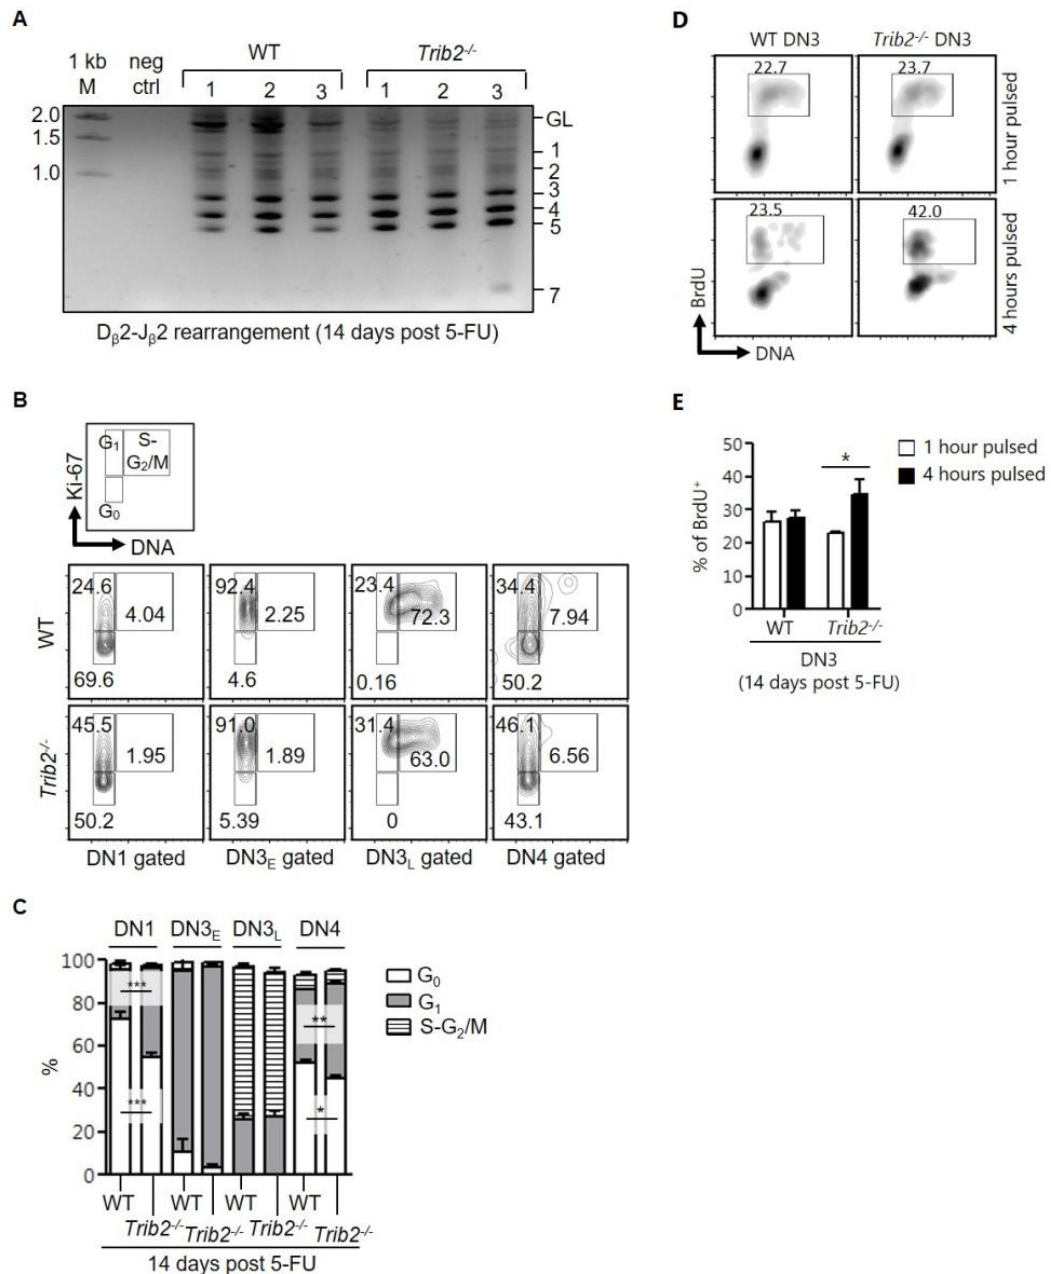 A
1 kb
M
neg
ctrl
WT
Trib2-/-
1 2 3 1 2 3
2.0
1.5
1.0
GL
1
2
3
4
5
7
Dβ2-Jβ2 rearrangement (14 days post 5-FU)
B
Ki-67
G1
S-
G2/M
G0
DNA
WT
24.6
4.04
69.6
92.4
2.25
4.6
23.4
72.3
0.16
34.4
7.94
50.2
Trib2-/-
45.5
1.95
50.2
91.0
1.89
5.39
31.4
63.0
0
46.1
6.56
43.1
DN1 gated DN3E gated DN3L gated DN4 gated
C
DN1 DN3E DN3L DN4
%
100
80
60
40
20
0
***
***
**
*
G0
G1
S-G2/M
WT WT WT WT
Trib2-/- Trib2-/- Trib2-/- Trib2-/-
14 days post 5-FU
D
WT DN3 Trib2-/- DN3
22.7
23.7
1 hour pulsed
23.5
42.0
4 hours pulsed
BrdU
DNA
E
% of BrdU+
50
40
30
20
10
0
*
1 hour pulsed
4 hours pulsed
WT Trib2-/-
DN3
(14 days post 5-FU)